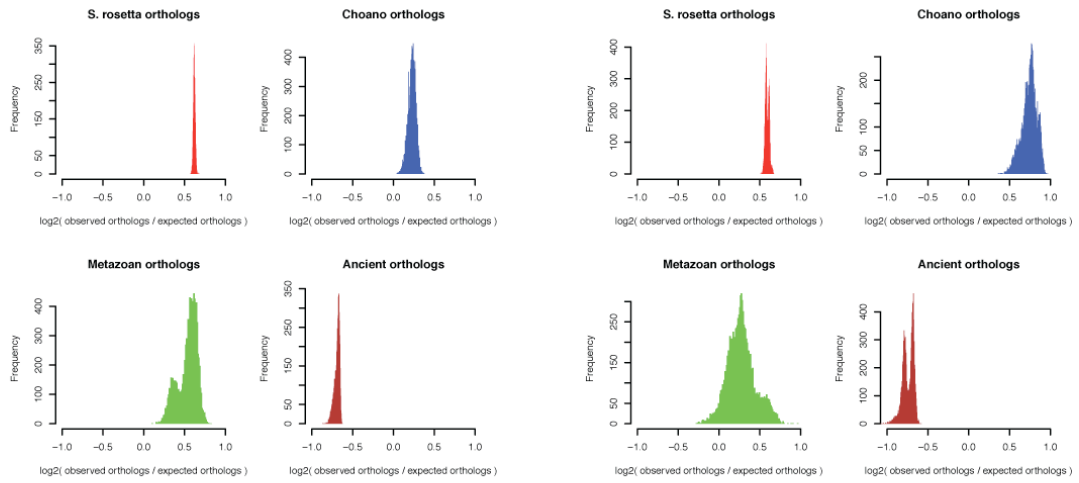 S. rosetta orthologs
Frequency
0
50
150
250
350
−1.0 −0.5 0.0 0.5 1.0
log2( observed orthologs / expected orthologs )
Choano orthologs
Frequency
0
100
200
300
400
−1.0 −0.5 0.0 0.5 1.0
log2( observed orthologs / expected orthologs )
S. rosetta orthologs
Frequency
0
100
200
300
400
−1.0 −0.5 0.0 0.5 1.0
log2( observed orthologs / expected orthologs )
Choano orthologs
Frequency
0
50
100
200
−1.0 −0.5 0.0 0.5 1.0
log2( observed orthologs / expected orthologs )
Metazoan orthologs
Frequency
0
100
200
300
400
−1.0 −0.5 0.0 0.5 1.0
log2( observed orthologs / expected orthologs )
Ancient orthologs
Frequency
0
50
150
250
350
−1.0 −0.5 0.0 0.5 1.0
log2( observed orthologs / expected orthologs )
Metazoan orthologs
Frequency
0
50
150
250
−1.0 −0.5 0.0 0.5 1.0
log2( observed orthologs / expected orthologs )
Ancient orthologs
Frequency
0
100
200
300
400
−1.0 −0.5 0.0 0.5 1.0
log2( observed orthologs / expected orthologs )